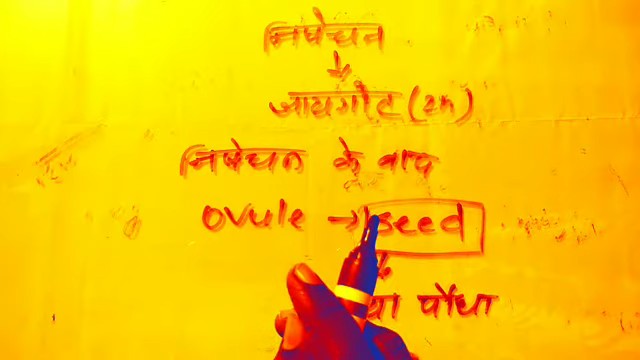 निषेचन
↓
जायगोट (2n)
निषेचन के बाद
ovule → seed
↓
पौधा